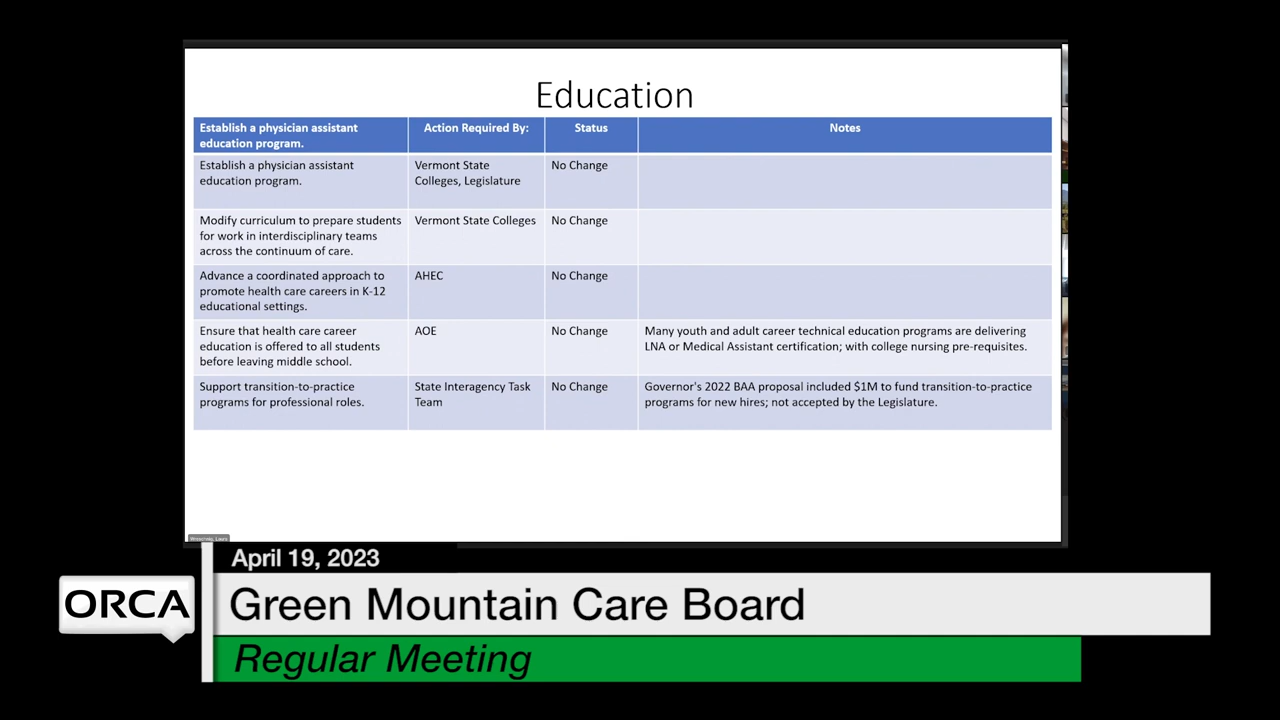 Education
Establish a physician assistant
education program.
Action Required By:
Status
Notes
Establish a physician assistant
education program.
Vermont State
Colleges, Legislature
No Change
Modify curriculum to prepare students
for work in interdisciplinary teams
across the continuum of care.
Vermont State Colleges
No Change
Advance a coordinated approach to
promote health care careers in K-12
educational settings.
AHEC
No Change
Ensure that health care career
education is offered to all students
before leaving middle school.
AOE
No Change
Many youth and adult career technical education programs are delivering
LNA or Medical Assistant certification; with college nursing pre-requisites.
Support transition-to-practice
programs for professional roles.
State Interagency Task
Team
No Change
Governor's 2022 BAA proposal included $1M to fund transition-to-practice
programs for new hires; not accepted by the Legislature.
April 19, 2023
ORCA
Green Mountain Care Board
Regular Meeting